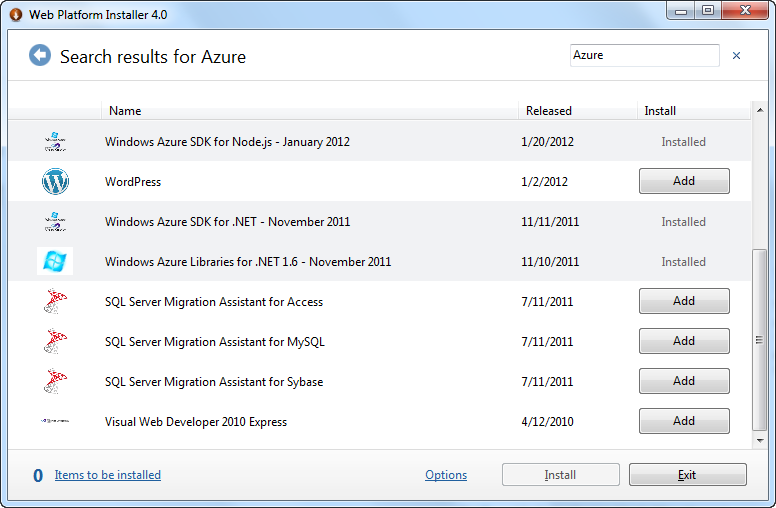 Web Platform Installer 4.0
Search results for Azure
Azure
Name Released Install
Windows Azure SDK for Node.js - January 2012 1/20/2012 Installed
WordPress 1/2/2012 Add
Windows Azure SDK for .NET - November 2011 11/11/2011 Installed
Windows Azure Libraries for .NET 1.6 - November 2011 11/10/2011 Installed
SQL Server Migration Assistant for Access 7/11/2011 Add
SQL Server Migration Assistant for MySQL 7/11/2011 Add
SQL Server Migration Assistant for Sybase 7/11/2011 Add
Visual Web Developer 2010 Express 4/12/2010 Add
0 Items to be installed Options Install Exit